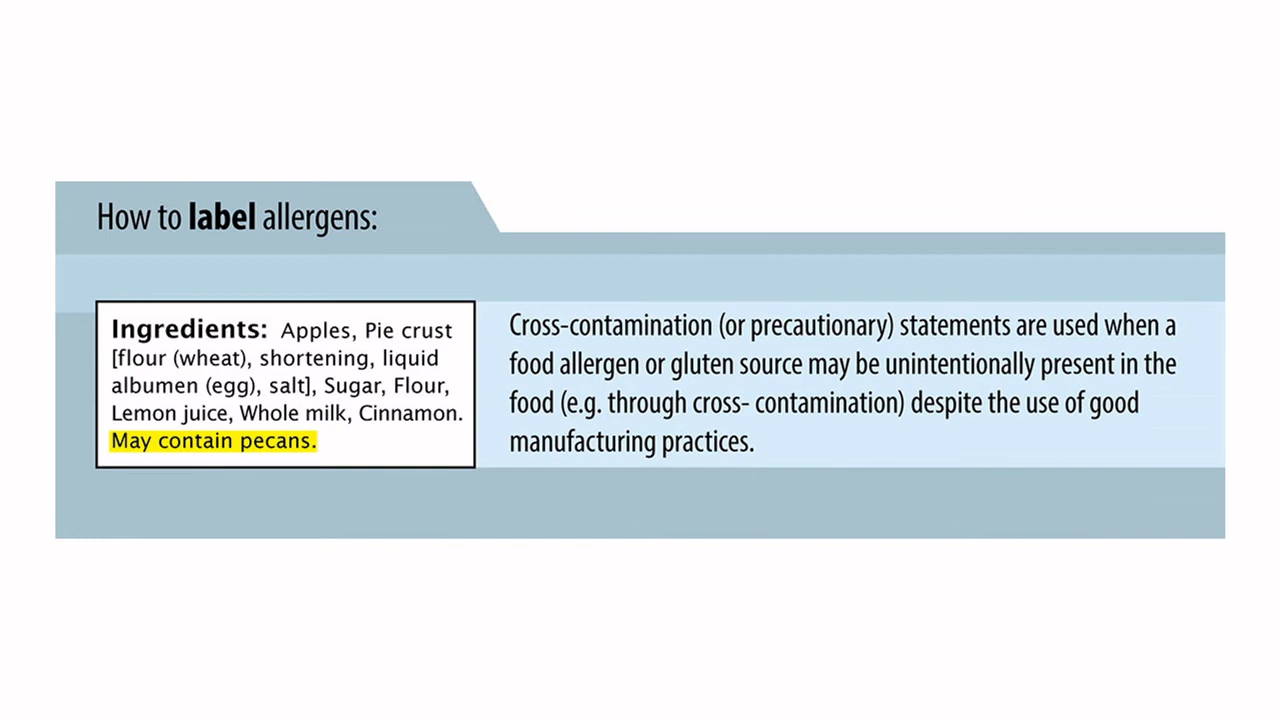 How to label allergens:
Ingredients: Apples, Pie crust
[flour (wheat), shortening, liquid
albumen (egg), salt], Sugar, Flour,
Lemon juice, Whole milk, Cinnamon.
May contain pecans.
Cross-contamination (or precautionary) statements are used when a
food allergen or gluten source may be unintentionally present in the
food (e.g. through cross- contamination) despite the use of good
manufacturing practices.